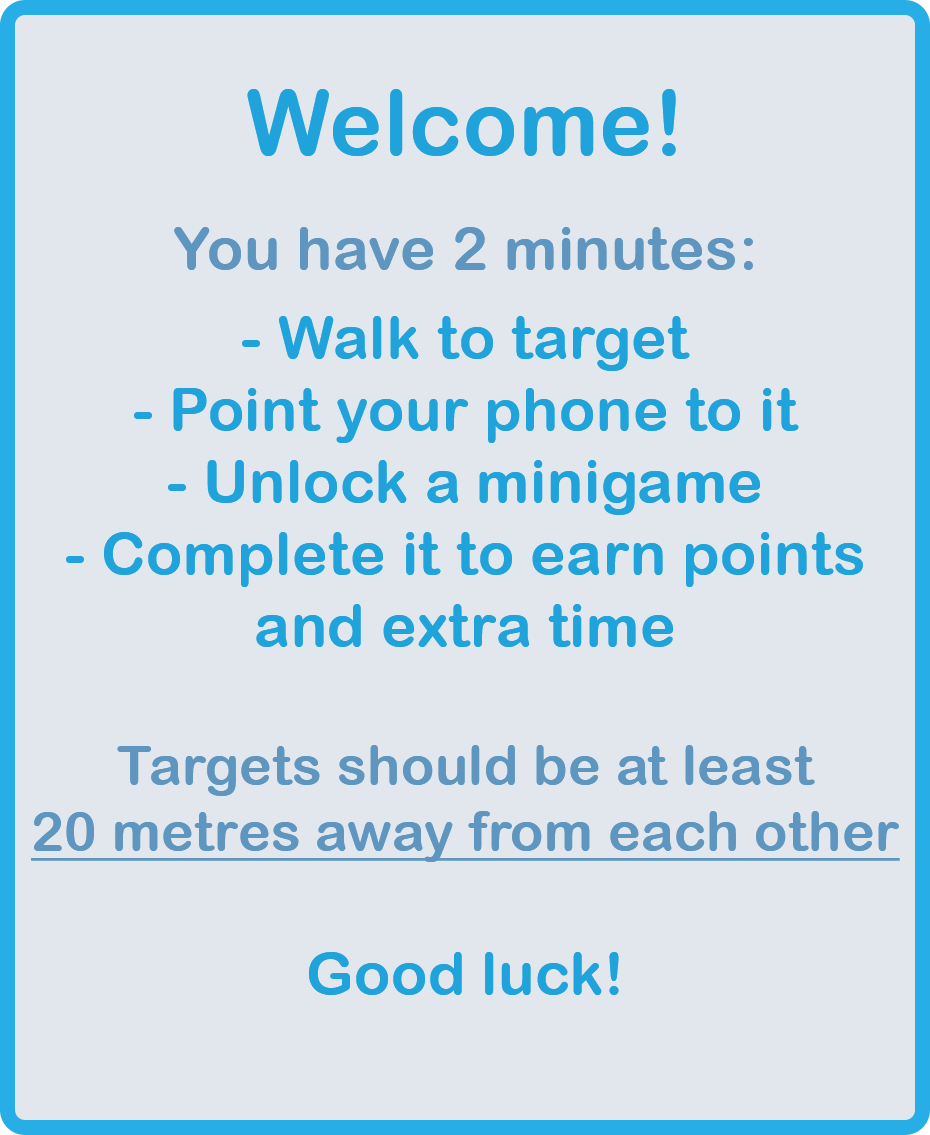 Welcome!
You have 2 minutes:
- Walk to target
- Point your phone to it
- Unlock a minigame
- Complete it to earn points
and extra time
Targets should be at least
20 metres away from each other
Good luck!